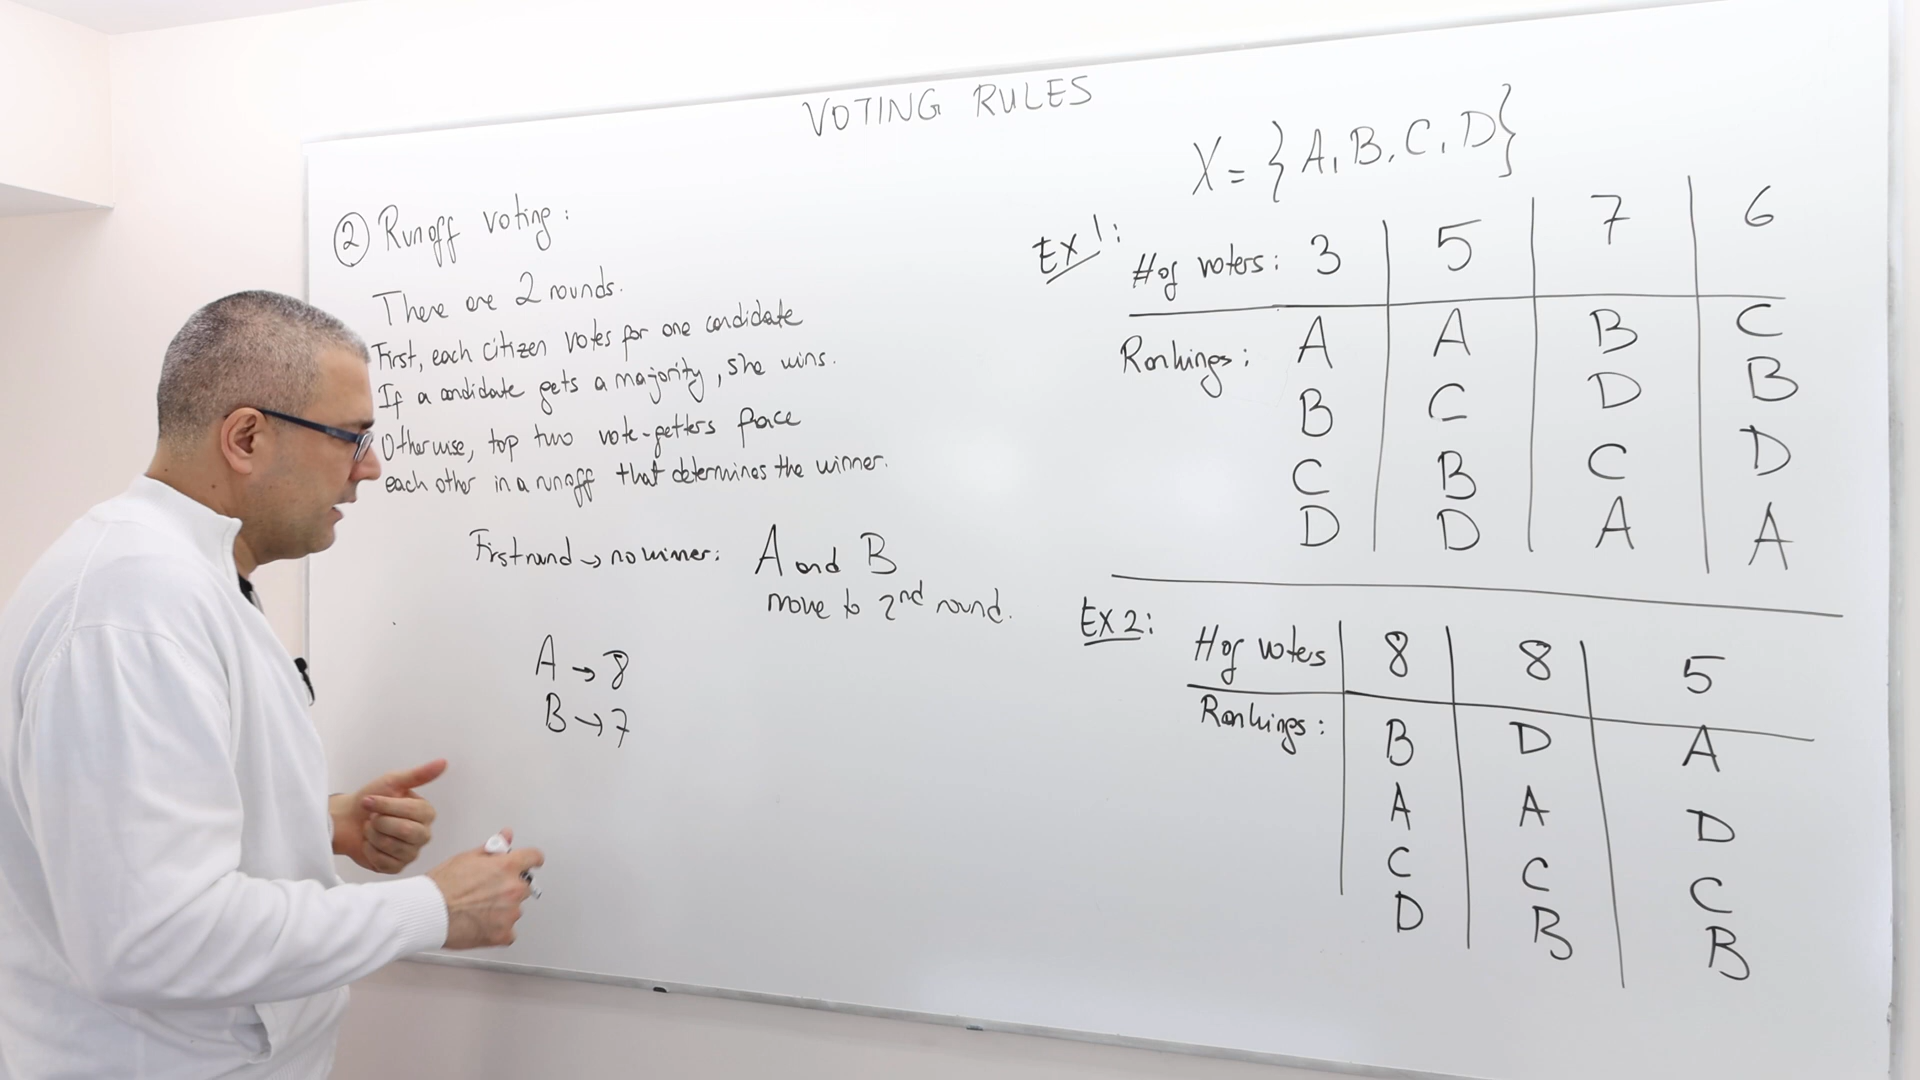 VOTING RULES
② Runoff voting:
There are 2 rounds.
First, each citizen votes for one candidate
If a candidate gets a majority, she wins.
Otherwise, top two vote-getters face
each other in a runoff that determines the winner.
First round → no winner: A and B
move to 2nd round.
A → 8
B → 7
X = {A, B, C, D}
Ex 1:
# of voters: 3 5 7 6
Rankings: A A B C
B C D B
C B C D
D D A A
Ex 2:
# of voters 8 8 5
Rankings: B D A
A A D
C C C
D B B